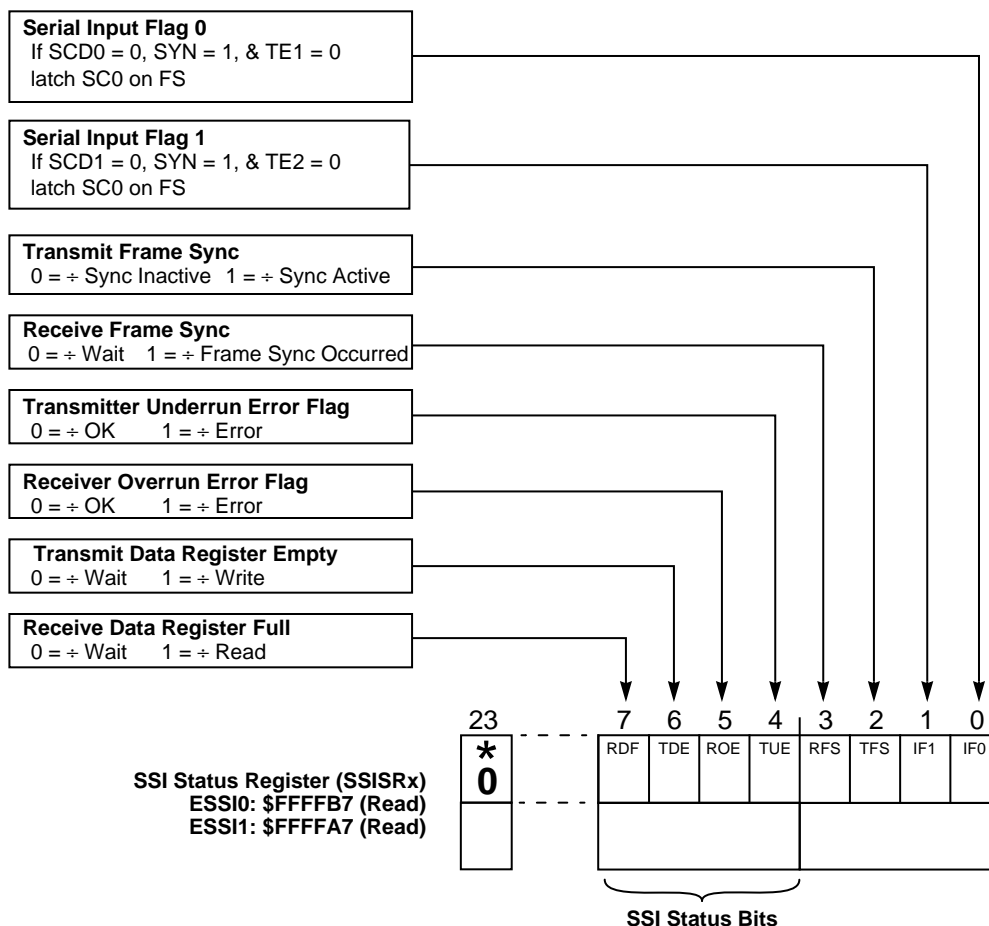 Serial Input Flag 0
If SCD0 = 0, SYN = 1, & TE1 = 0
latch SC0 on FS
Serial Input Flag 1
If SCD1 = 0, SYN = 1, & TE2 = 0
latch SC0 on FS
Transmit Frame Sync
0 = ÷ Sync Inactive 1 = ÷ Sync Active
Receive Frame Sync
0 = ÷ Wait 1 = ÷ Frame Sync Occurred
Transmitter Underrun Error Flag
0 = ÷ OK 1 = ÷ Error
Receiver Overrun Error Flag
0 = ÷ OK 1 = ÷ Error
Transmit Data Register Empty
0 = ÷ Wait 1 = ÷ Write
Receive Data Register Full
0 = ÷ Wait 1 = ÷ Read
23 7 6 5 4 3 2 1 0
* RDF TDE ROE TUE RFS TFS IF1 IF0
0
SSI Status Register (SSISRx)
ESSI0: $FFFFB7 (Read)
ESSI1: $FFFFA7 (Read)
SSI Status Bits